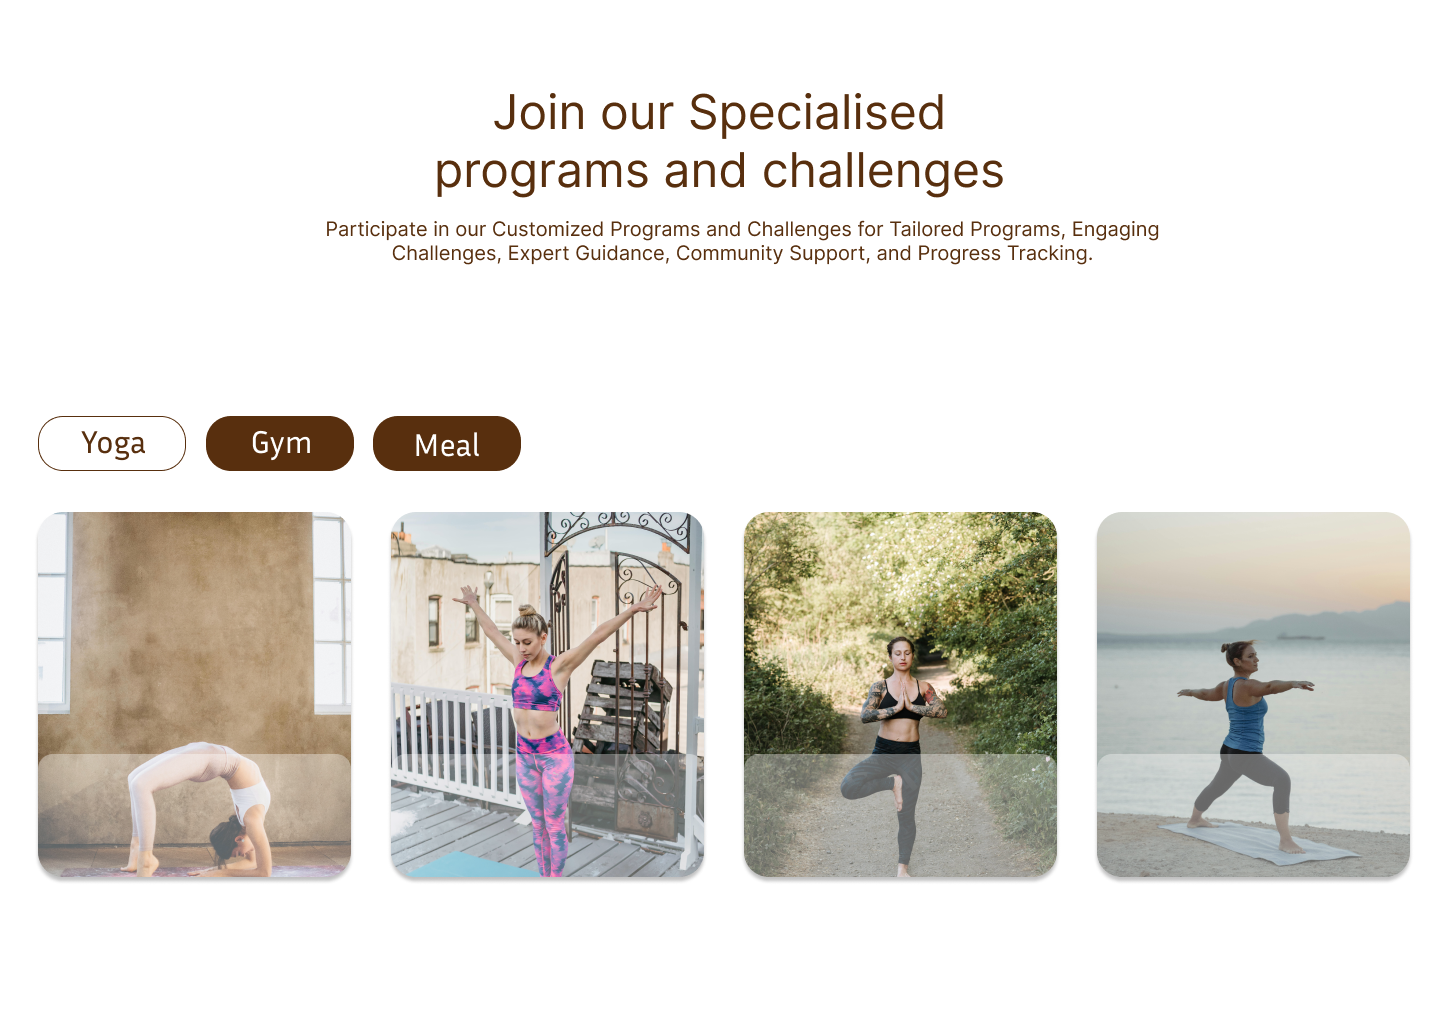 Join our Specialised
programs and challenges
Participate in our Customized Programs and Challenges for Tailored Programs, Engaging
Challenges, Expert Guidance, Community Support, and Progress Tracking.
Yoga
Gym
Meal